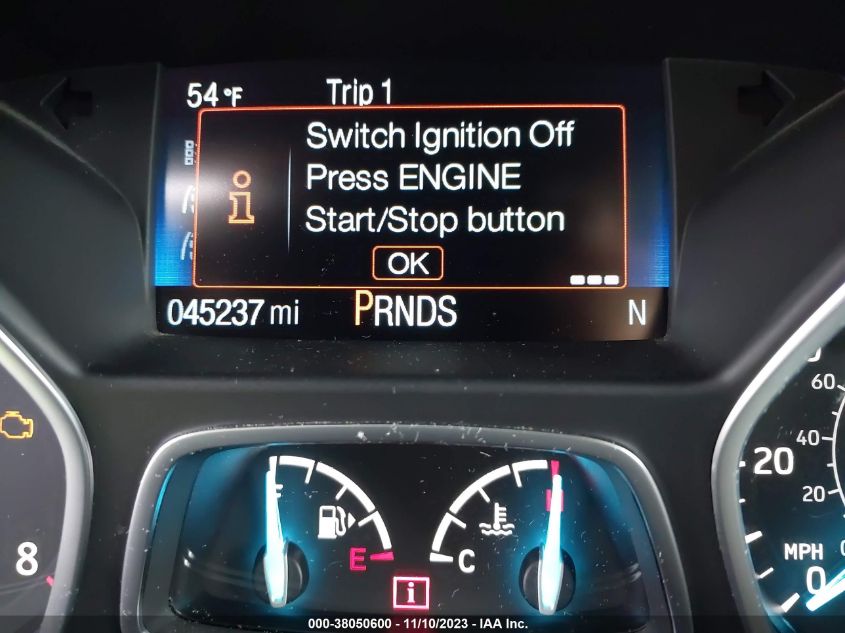 54 °F Trip 1
Switch Ignition Off
Press ENGINE
Start/Stop button
OK
045237 mi PRNDS N
60
40
20
20
MPH
0
8
E C
i
000-38050600 - 11/10/2023 - IAA Inc.